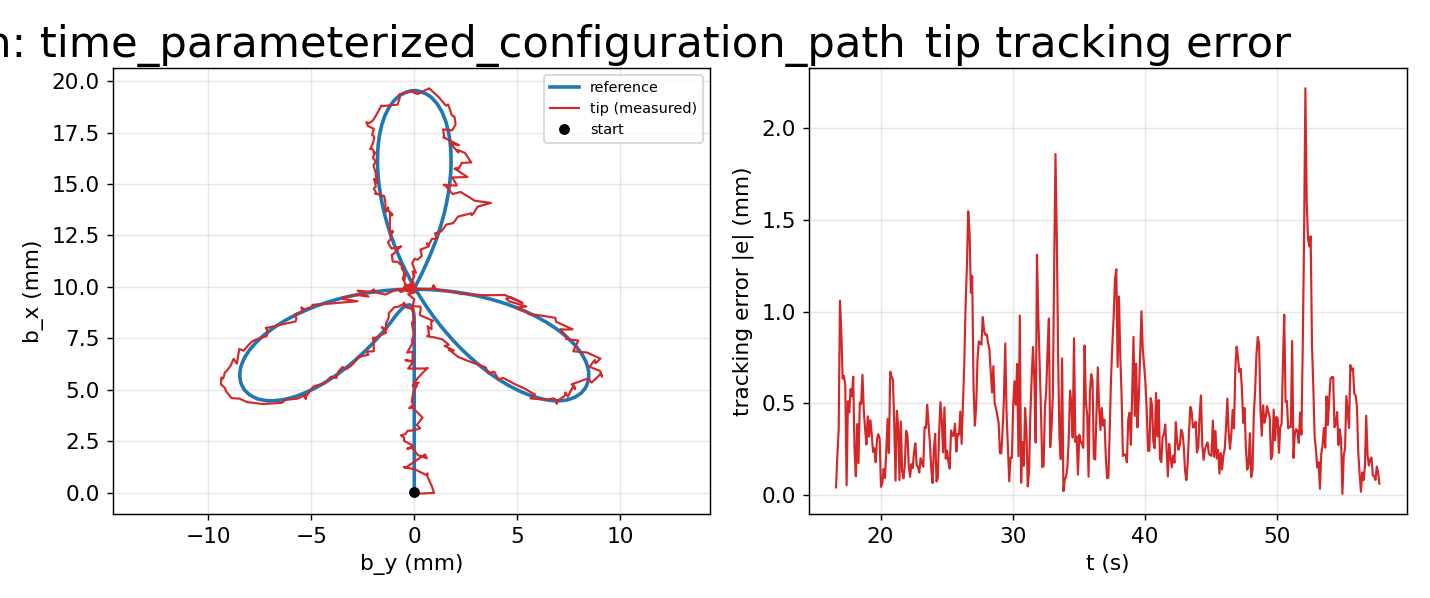 n: time_parameterized_configuration_path tip tracking error
20.0
17.5
15.0
12.5
10.0
7.5
5.0
2.5
0.0
b_x (mm)
−10
−5
0
5
10
b_y (mm)
reference
tip (measured)
start
2.0
1.5
1.0
0.5
0.0
tracking error |e| (mm)
20
30
40
50
t (s)